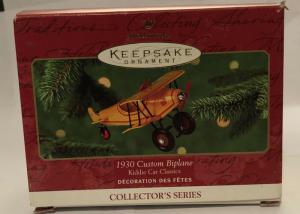 KEEPSAKE
ORNAMENT
1930 Custom Biplane
Kiddie Car Classics
DÉCORATION DES FÊTES
COLLECTOR'S SERIES